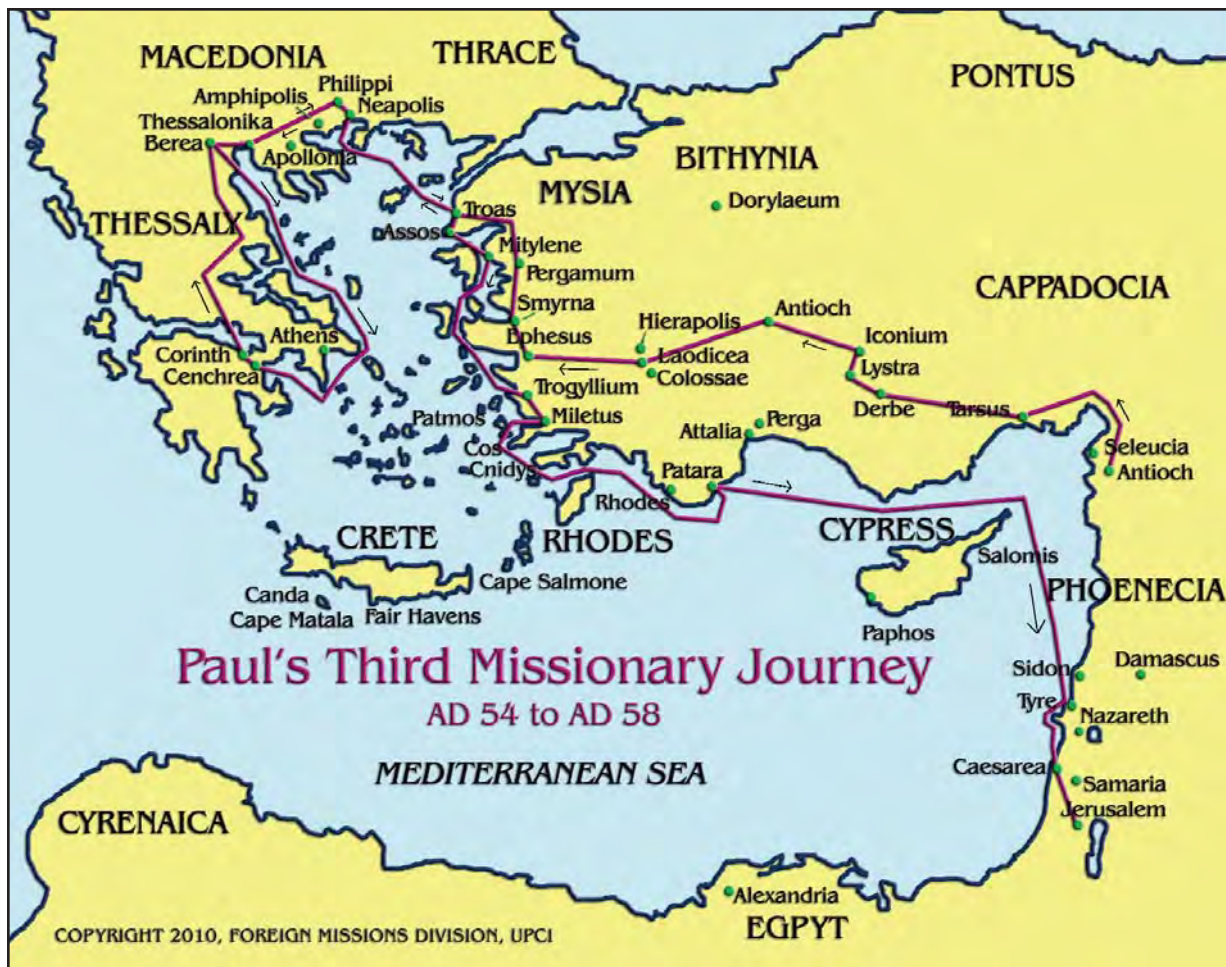 MACEDONIA
THRACE
PONTUS
Philippi
Amphipolis
Neapolis
Thessalonika
Berea
Apollonia
BITHYNIA
MYSIA
Dorylaeum
THESSALY
Troas
Assos
Mitylene
Pergamum
CAPPADOCIA
Smyrna
Antioch
Hierapolis
Iconium
Athens
Ephesus
Corinth
Laodicea
Cenchrea
Colossae
Lystra
Trogyllium
Derbe
Tarsus
Patmos
Miletus
Perga
Attalia
Cos
Seleucia
Cnidys
Patara
Antioch
Rhodes
CRETE
RHODES
CYPRESS
Salomis
Cape Salmone
Canda
PHOENECIA
Cape Matala
Fair Havens
Paphos
Paul's Third Missionary Journey
AD 54 to AD 58
Sidon
Damascus
Tyre
Nazareth
MEDITERRANEAN SEA
Caesarea
Samaria
Jerusalem
CYRENAICA
Alexandria
EGPYT
COPYRIGHT 2010, FOREIGN MISSIONS DIVISION, UPCI